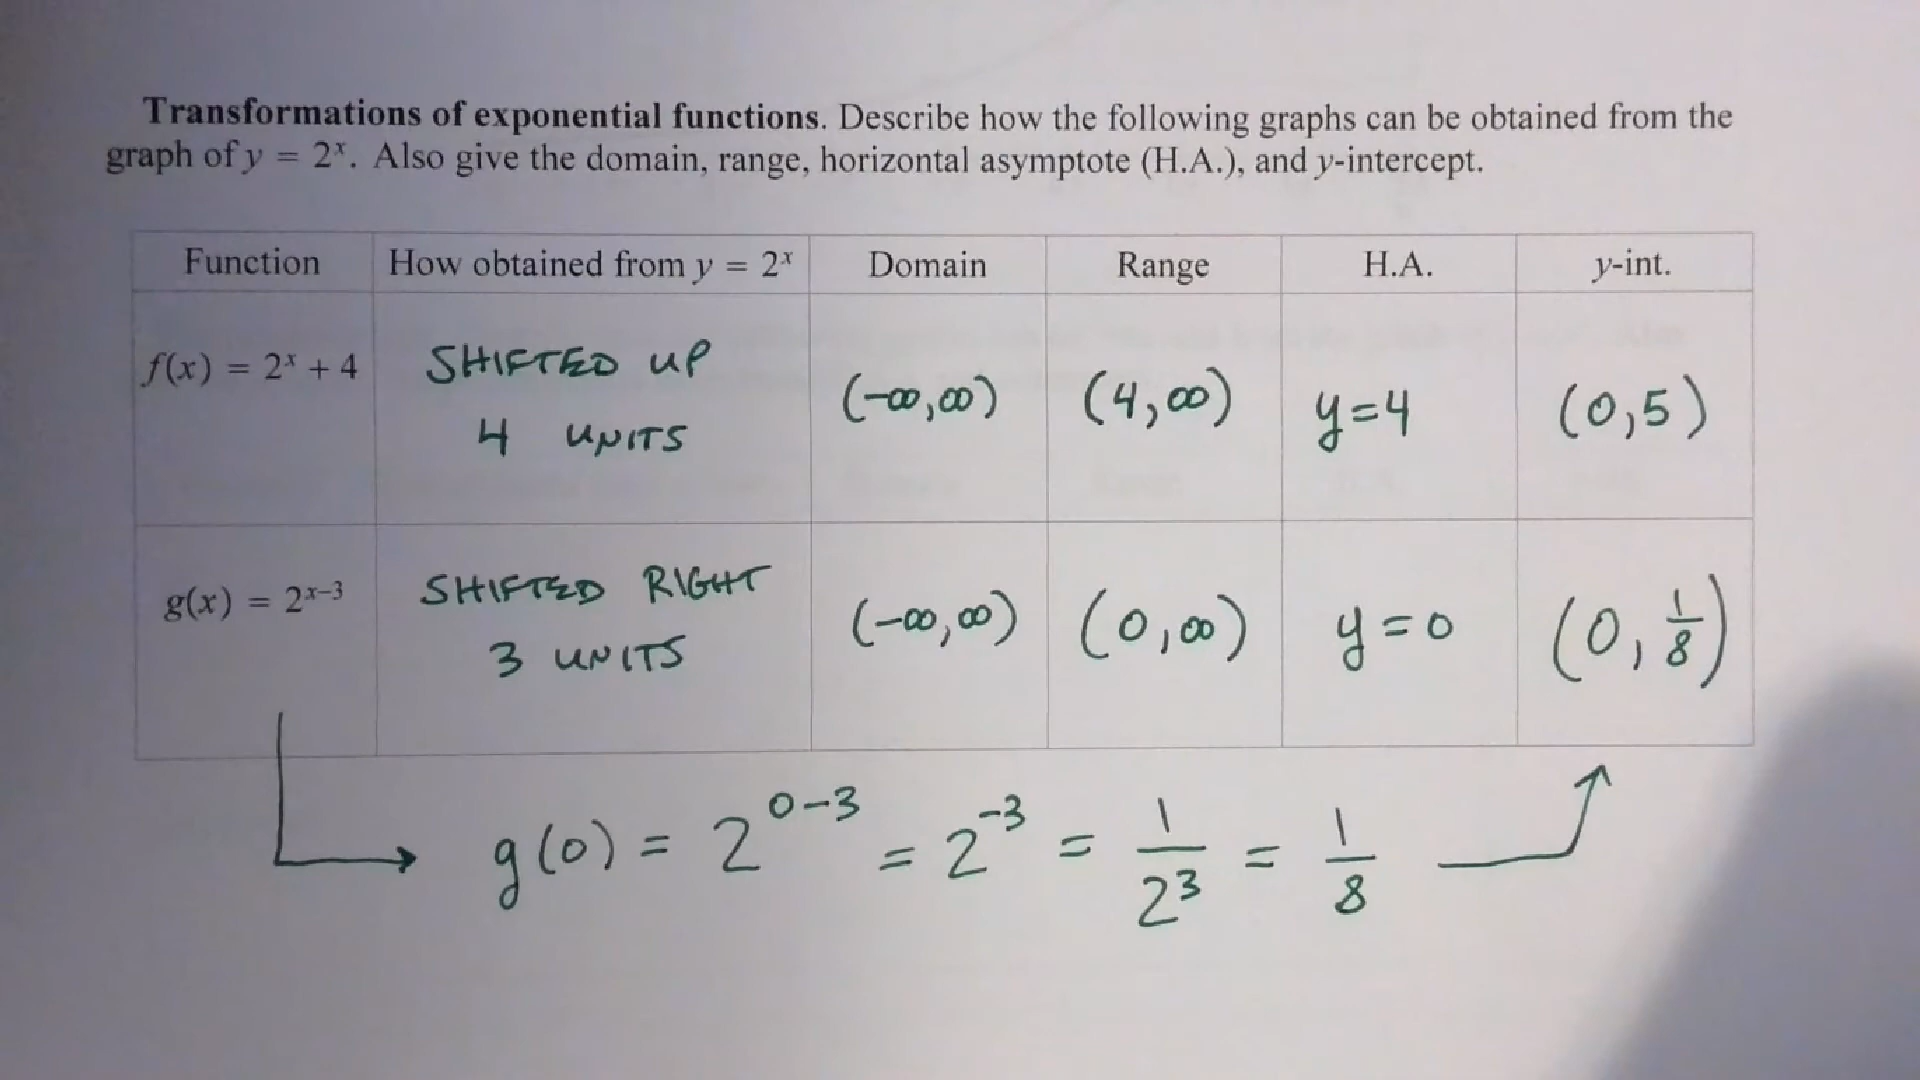 Transformations of exponential functions. Describe how the following graphs can be obtained from the
graph of y = 2ˣ. Also give the domain, range, horizontal asymptote (H.A.), and y-intercept.
Function How obtained from y = 2ˣ Domain Range H.A. y-int.
f(x) = 2ˣ + 4 SHIFTED UP
4 UNITS (-∞,∞) (4,∞) y=4 (0,5)
g(x) = 2ˣ⁻³ SHIFTED RIGHT
3 UNITS (-∞,∞) (0,∞) y=0 (0, 1/8)
g(0) = 2⁰⁻³ = 2⁻³ = 1/2³ = 1/8